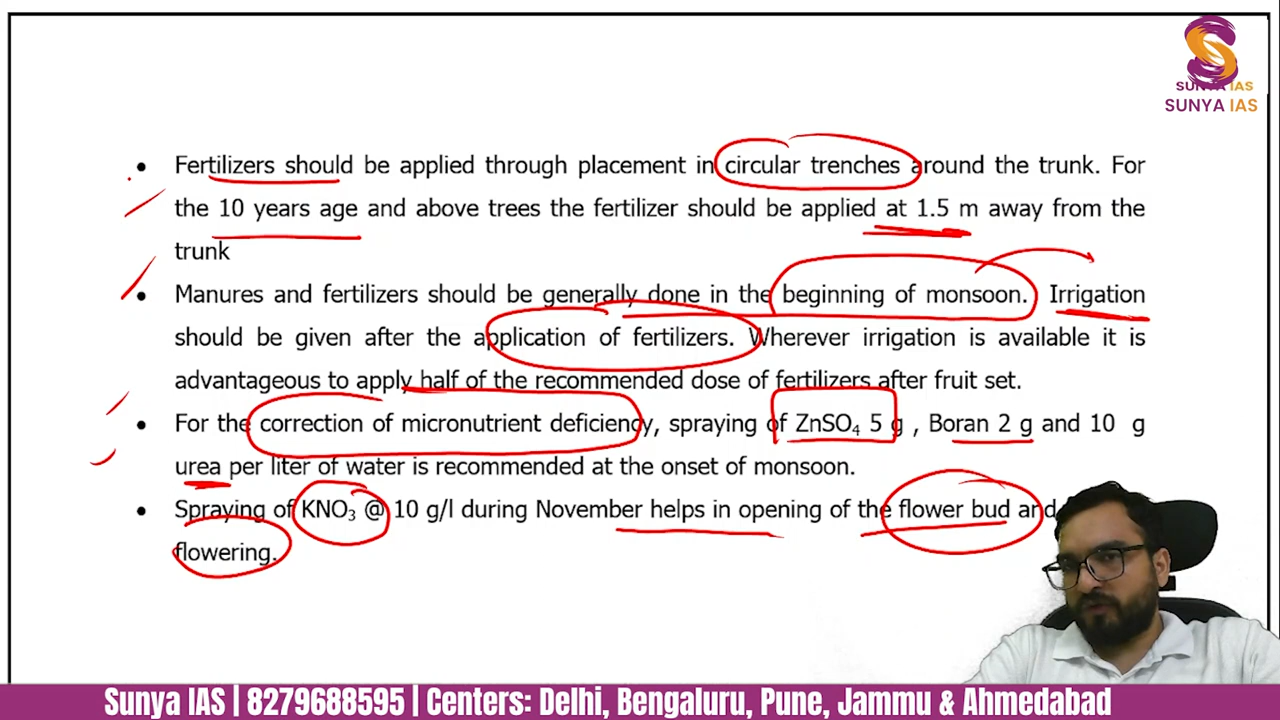 SUNYA IAS
SUNYA IAS
• Fertilizers should be applied through placement in circular trenches around the trunk. For
the 10 years age and above trees the fertilizer should be applied at 1.5 m away from the
trunk
• Manures and fertilizers should be generally done in the beginning of monsoon. Irrigation
should be given after the application of fertilizers. Wherever irrigation is available it is
advantageous to apply half of the recommended dose of fertilizers after fruit set.
• For the correction of micronutrient deficiency, spraying of ZnSO₄ 5 g , Boran 2 g and 10 g
urea per liter of water is recommended at the onset of monsoon.
• Spraying of KNO₃ @ 10 g/l during November helps in opening of the flower bud and
flowering.
Sunya IAS | 8279688595 | Centers: Delhi, Bengaluru, Pune, Jammu & Ahmedabad